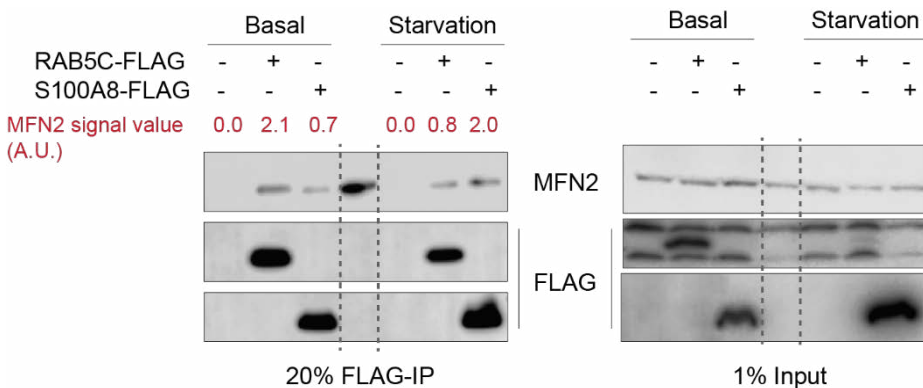 Basal Starvation Basal Starvation
RAB5C-FLAG - + - - + - - + - - + -
S100A8-FLAG - - + - - + - - + - - +
MFN2 signal value 0.0 2.1 0.7 0.0 0.8 2.0
(A.U.)
MFN2
FLAG
20% FLAG-IP 1% Input